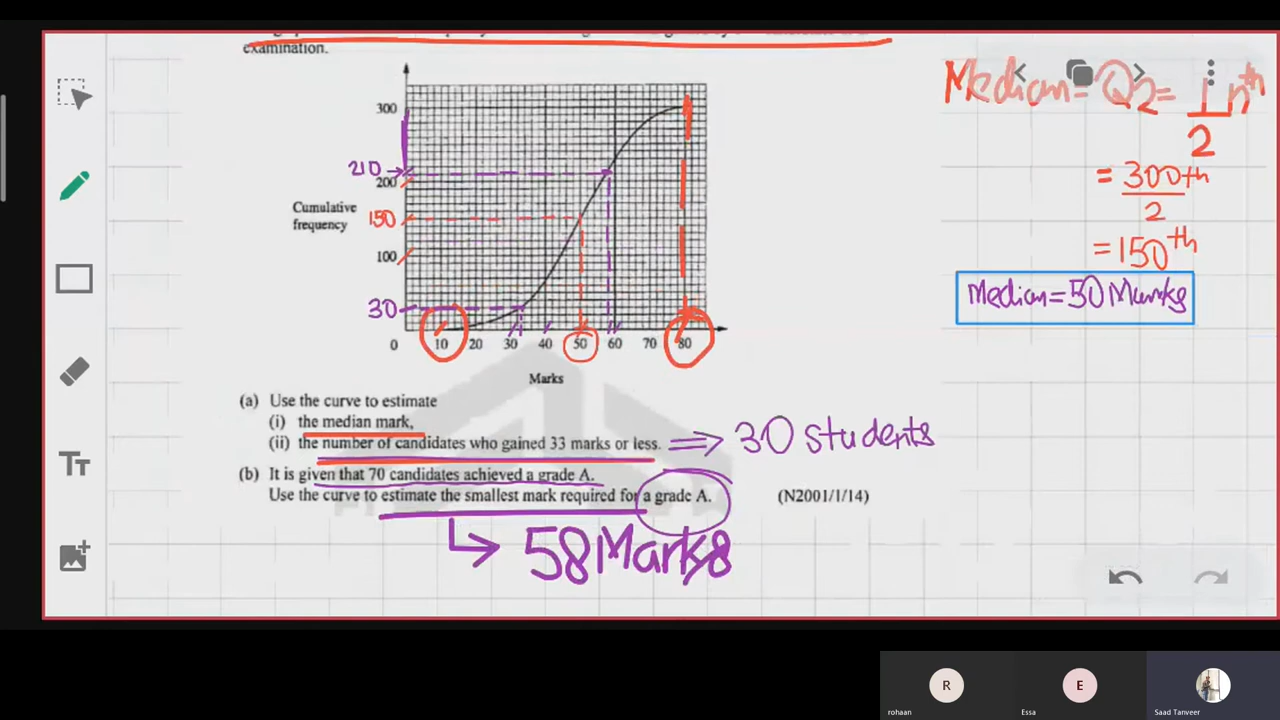 examination.
Median = Q2 = 1 nth
2
300
210
= 300th
2
200
Cumulative
frequency
150
= 150th
100
Median = 50 Marks
30
0 10 20 30 40 50 60 70 80
Marks
(a) Use the curve to estimate
(i) the median mark,
(ii) the number of candidates who gained 33 marks or less. ⇒ 30 students
(b) It is given that 70 candidates achieved a grade A.
Use the curve to estimate the smallest mark required for a grade A. (N2001/1/14)
58 Marks
Tт
R
E
rohaan
Essa
Saad Tanveer